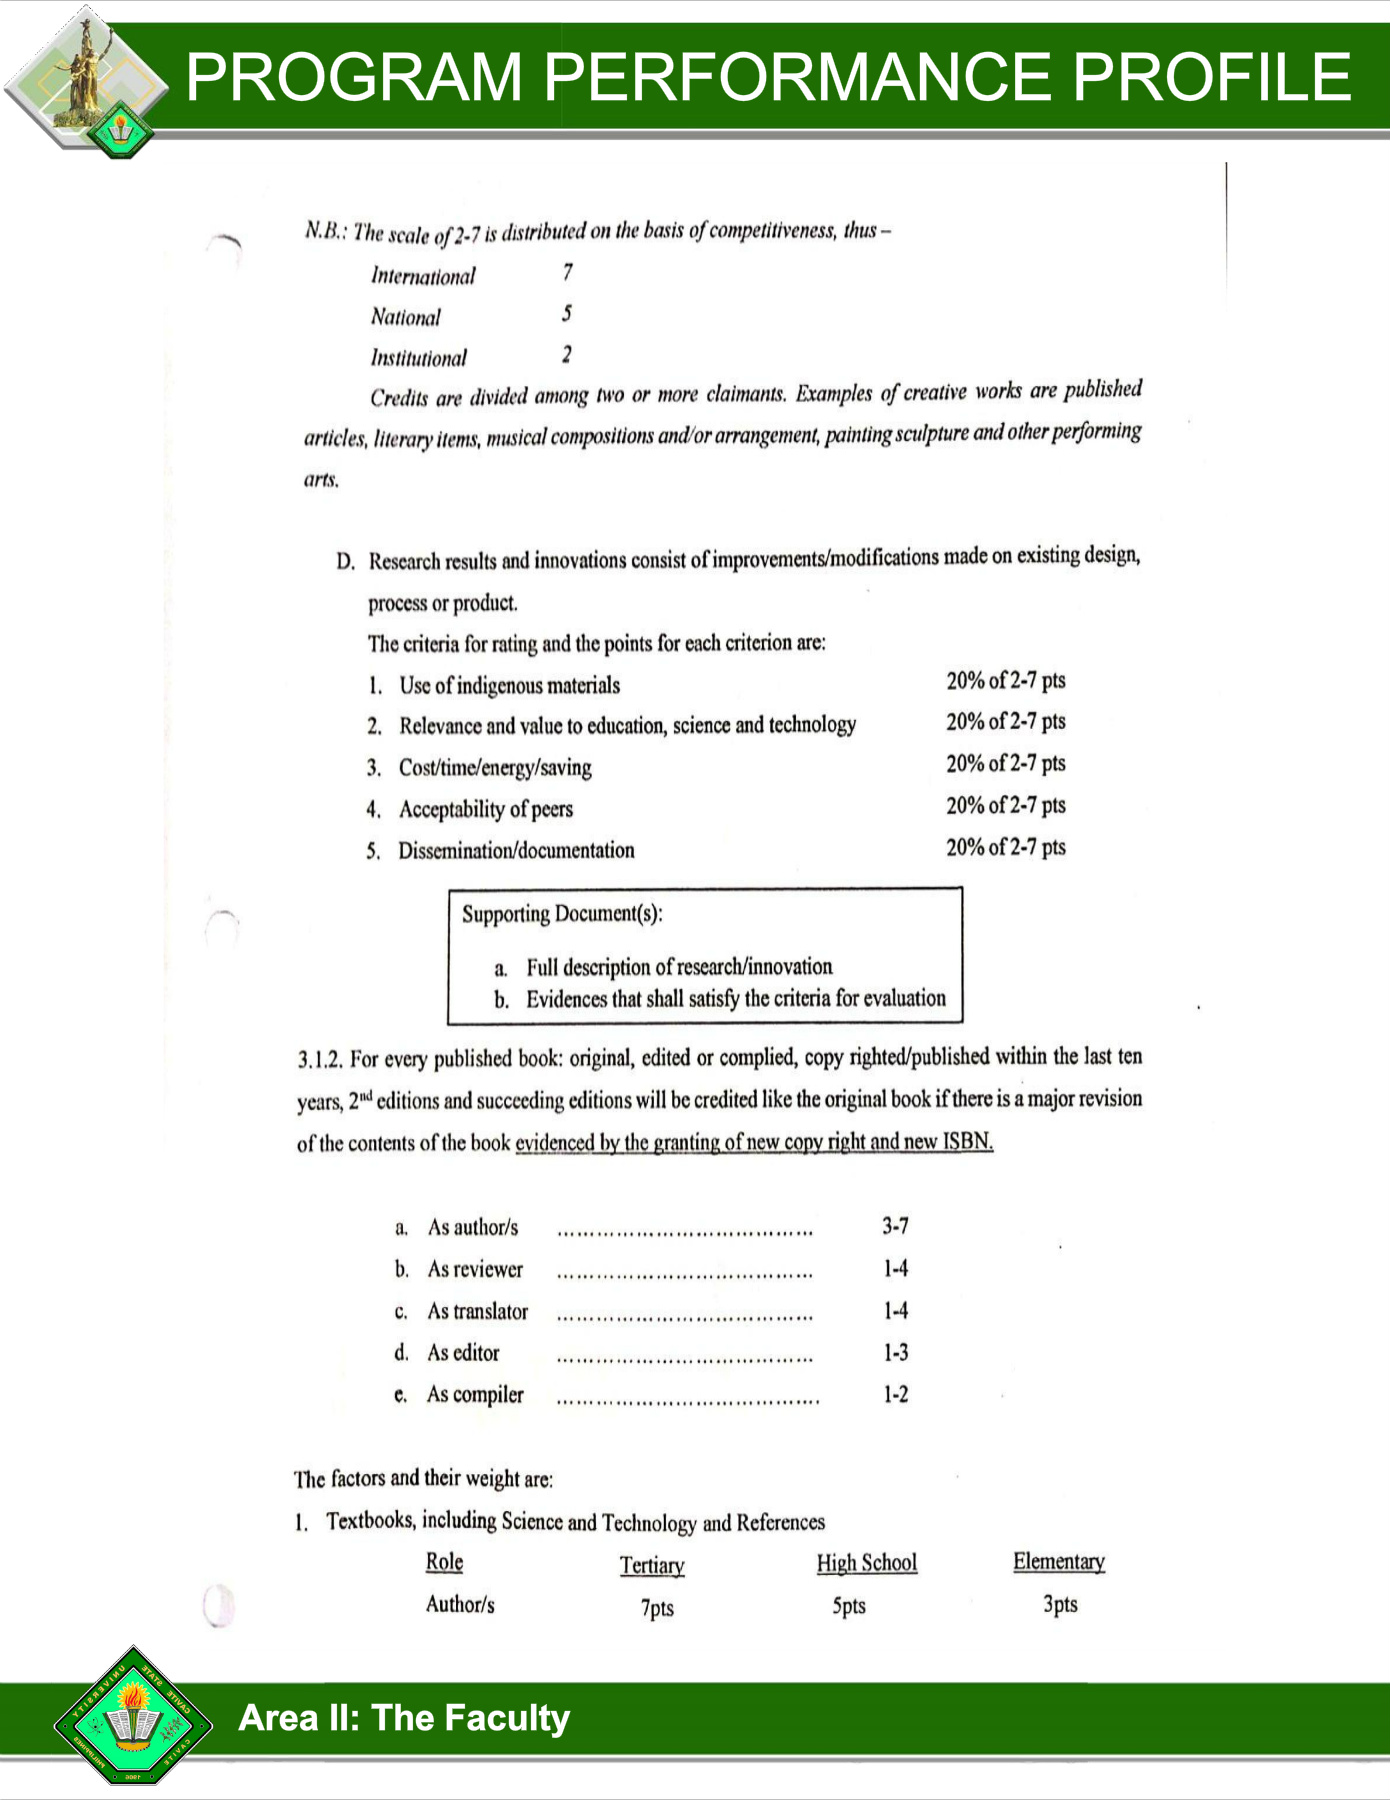 PROGRAM PERFORMANCE PROFILE
N.B.: The scale of 2-7 is distributed on the basis of competitiveness, thus –
International 7
National 5
Institutional 2
Credits are divided among two or more claimants. Examples of creative works are published
articles, literary items, musical compositions and/or arrangement, painting sculpture and other performing
arts.
D. Research results and innovations consist of improvements/modifications made on existing design,
process or product.
The criteria for rating and the points for each criterion are:
1. Use of indigenous materials 20% of 2-7 pts
2. Relevance and value to education, science and technology 20% of 2-7 pts
3. Cost/time/energy/saving 20% of 2-7 pts
4. Acceptability of peers 20% of 2-7 pts
5. Dissemination/documentation 20% of 2-7 pts
Supporting Document(s):
a. Full description of research/innovation
b. Evidences that shall satisfy the criteria for evaluation
3.1.2. For every published book: original, edited or complied, copy righted/published within the last ten
years, 2nd editions and succeeding editions will be credited like the original book if there is a major revision
of the contents of the book evidenced by the granting of new copy right and new ISBN.
a. As author/s ....................................... 3-7
b. As reviewer ....................................... 1-4
c. As translator ....................................... 1-4
d. As editor ....................................... 1-3
e. As compiler ........................................ 1-2
The factors and their weight are:
1. Textbooks, including Science and Technology and References
Role Tertiary High School Elementary
Author/s 7pts 5pts 3pts
CAVITE STATE UNIVERSITY
CAVITE PHILIPPINES
1906
Area II: The Faculty